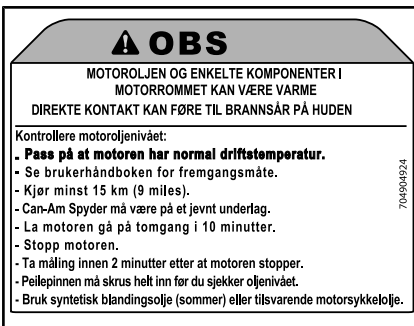 OBS
MOTOROLJEN OG ENKELTE KOMPONENTER I
MOTORROMMET KAN VÆRE VARME
DIREKTE KONTAKT KAN FØRE TIL BRANNSÅR PÅ HUDEN
Kontrollere motoroljenivået:
- Pass på at motoren har normal driftstemperatur.
- Se brukerhåndboken for fremgangsmåte.
- Kjør minst 15 km (9 miles).
- Can-Am Spyder må være på et jevnt underlag.
- La motoren gå på tomgang i 10 minutter.
- Stopp motoren.
- Ta måling innen 2 minutter etter at motoren stopper.
- Peilepinnen må skrus helt inn før du sjekker oljenivået.
- Bruk syntetisk blandingsolje (sommer) eller tilsvarende motorsykkelolje.
704904924